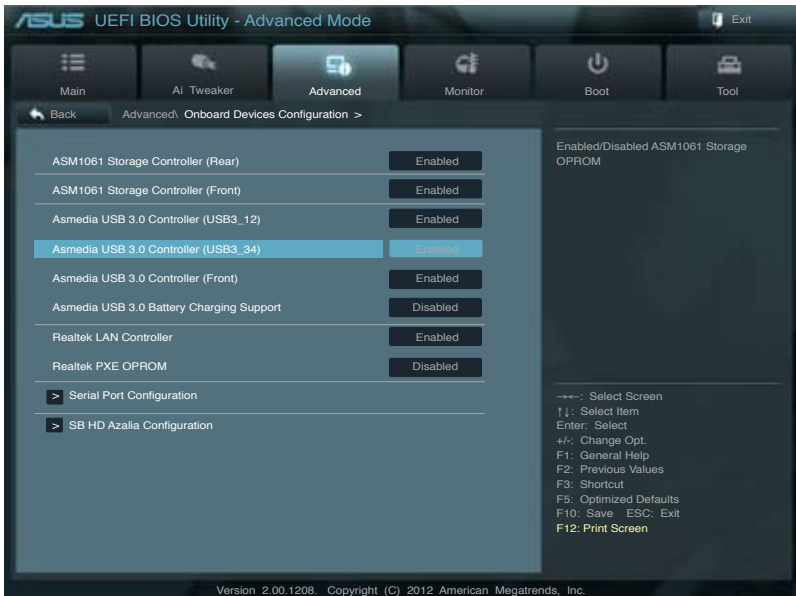 ASUS UEFI BIOS Utility - Advanced Mode
Exit
Main
Ai Tweaker
Advanced
Monitor
Boot
Tool
Back
Advanced\ Onboard Devices Configuration >
ASM1061 Storage Controller (Rear) Enabled
ASM1061 Storage Controller (Front) Enabled
Asmedia USB 3.0 Controller (USB3_12) Enabled
Asmedia USB 3.0 Controller (USB3_34) Enabled
Asmedia USB 3.0 Controller (Front) Enabled
Asmedia USB 3.0 Battery Charging Support Disabled
Realtek LAN Controller Enabled
Realtek PXE OPROM Disabled
> Serial Port Configuration
> SB HD Azalia Configuration
Enabled/Disabled ASM1061 Storage
OPROM
→←: Select Screen
↑↓: Select Item
Enter: Select
+/-: Change Opt.
F1: General Help
F2: Previous Values
F3: Shortcut
F5: Optimized Defaults
F10: Save ESC: Exit
F12: Print Screen
Version 2.00.1208. Copyright (C) 2012 American Megatrends, Inc.